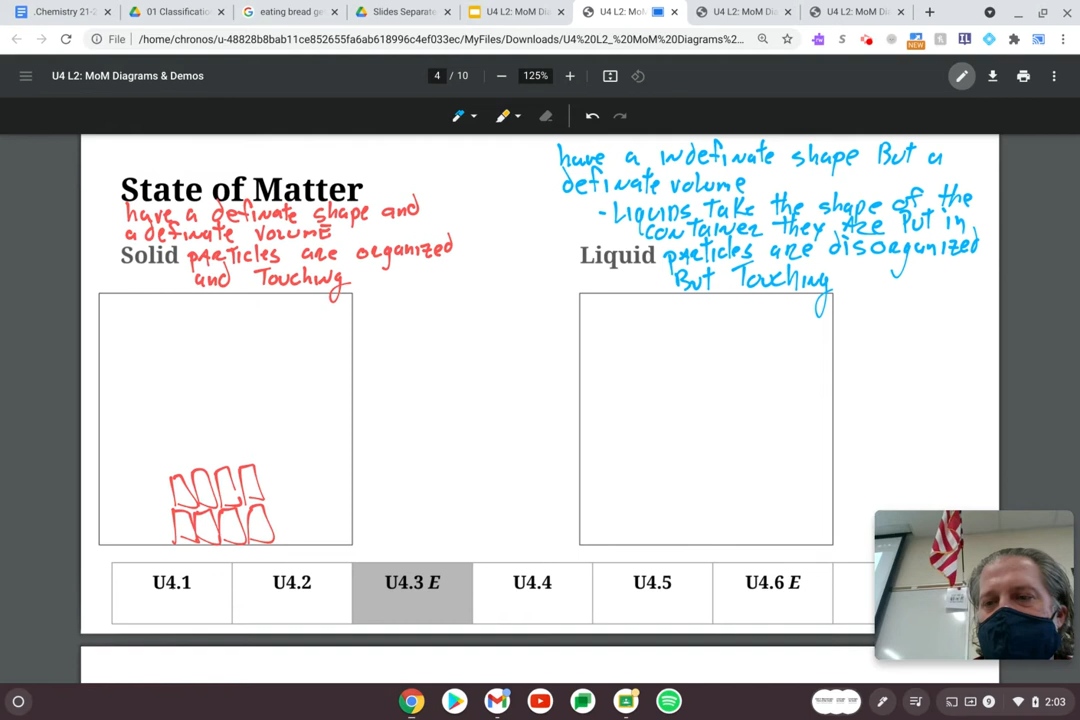 .Chemistry 21-2
01 Classificatio
eating bread ge
Slides Separate
U4 L2: MoM Dia
U4 L2: Mo
U4 L2: MoM Di
U4 L2: MoM Di
File
/home/chronos/u-48828b8bab11ce852655fa6ab618996c4ef033ec/MyFiles/Downloads/U4%20L2_%20MoM%20Diagrams%...
NEW
U4 L2: MoM Diagrams & Demos
4 / 10
125%
State of Matter
have a definate shape and
a definate volume
Solid
particles are organized
and Touching
have a indefinate shape But a
definate volume
- Liquids take the shape of the
container they are put in
Liquid
particles are disorganized
But Touching
U4.1
U4.2
U4.3 E
U4.4
U4.5
U4.6 E
9
2:03